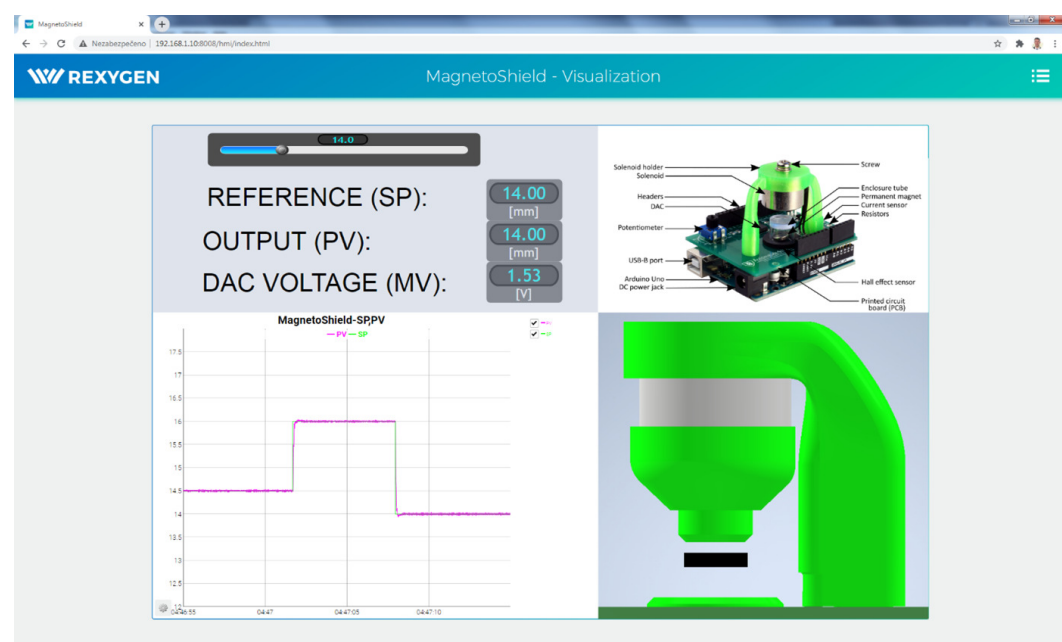 MagnetoShield
Nezabezpečeno | 192.168.1.10:8008/hmi/index.html
REXYGEN
MagnetoShield - Visualization
14.0
REFERENCE (SP):
14.00
[mm]
OUTPUT (PV):
14.00
[mm]
DAC VOLTAGE (MV):
1.53
[V]
Solenoid holder
Solenoid
Headers
DAC
Potentiometer
USB-B port
Arduino Uno
DC power jack
Screw
Enclosure tube
Permanent magnet
Current sensor
Resistors
Hall effect sensor
Printed circuit
board (PCB)
MagnetoShield-SP,PV
PV SP
PV
SP
17.5
17
16.5
16
15.5
15
14.5
14
13.5
13
12.5
04:47
04:47:05
04:47:10